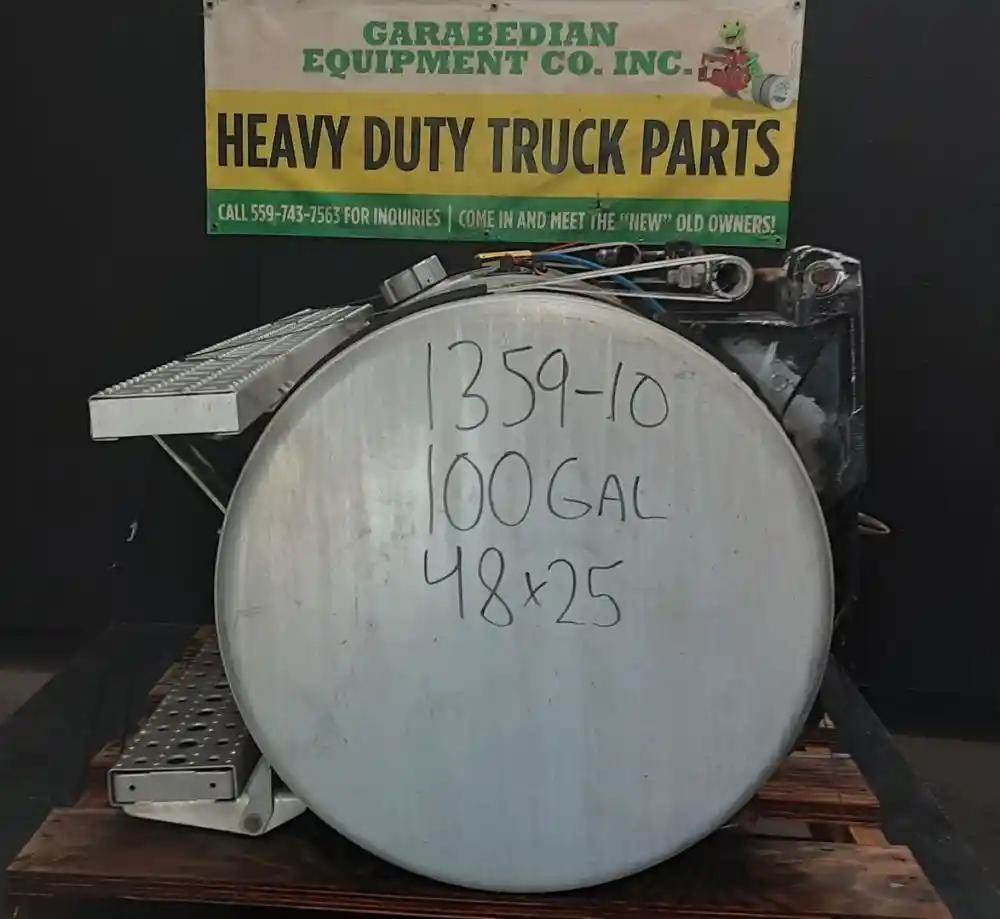 GARABEDIAN
EQUIPMENT CO. INC.
HEAVY DUTY TRUCK PARTS
CALL 559-743-7563 FOR INQUIRIES | COME IN AND MEET THE "NEW" OLD OWNERS!
1359-10
100 GAL
48x25